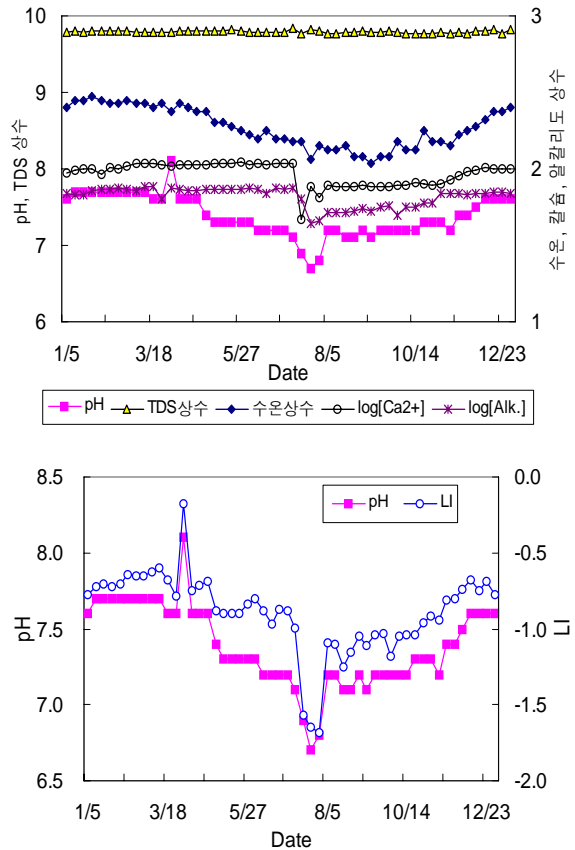 pH, TDS 상수
10
9
8
7
6
3
2
1
수온, 칼슘, 알칼리도 상수
1/5 3/18 5/27 8/5 10/14 12/23
Date
pH TDS상수 수온상수 log[Ca2+] log[Alk.]
pH
8.5
8.0
7.5
7.0
6.5
pH LI
0.0
-0.5
-1.0
-1.5
-2.0
LI
1/5 3/18 5/27 8/5 10/14 12/23
Date